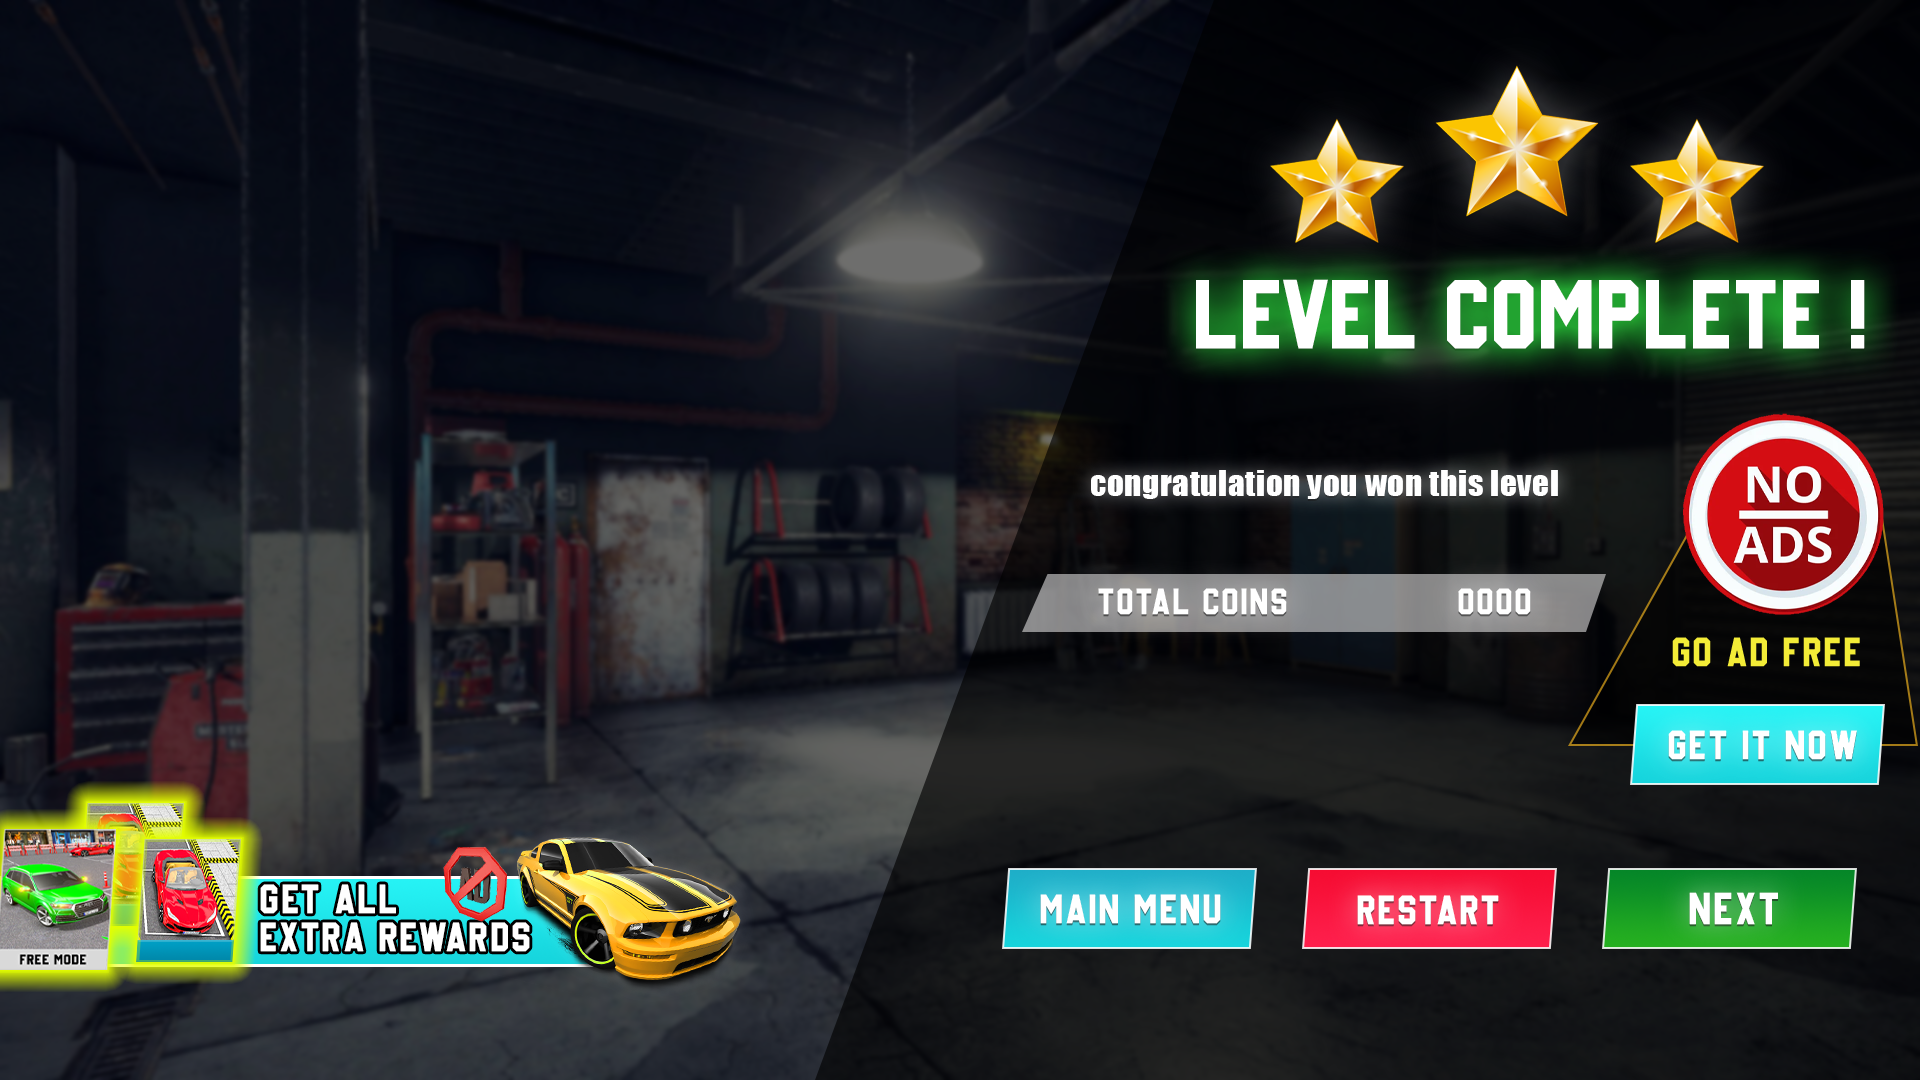 LEVEL COMPLETE !
congratulation you won this level
TOTAL COINS 0000
NO
ADS
GO AD FREE
GET IT NOW
MAIN MENU
RESTART
NEXT
GET ALL
EXTRA REWARDS
FREE MODE